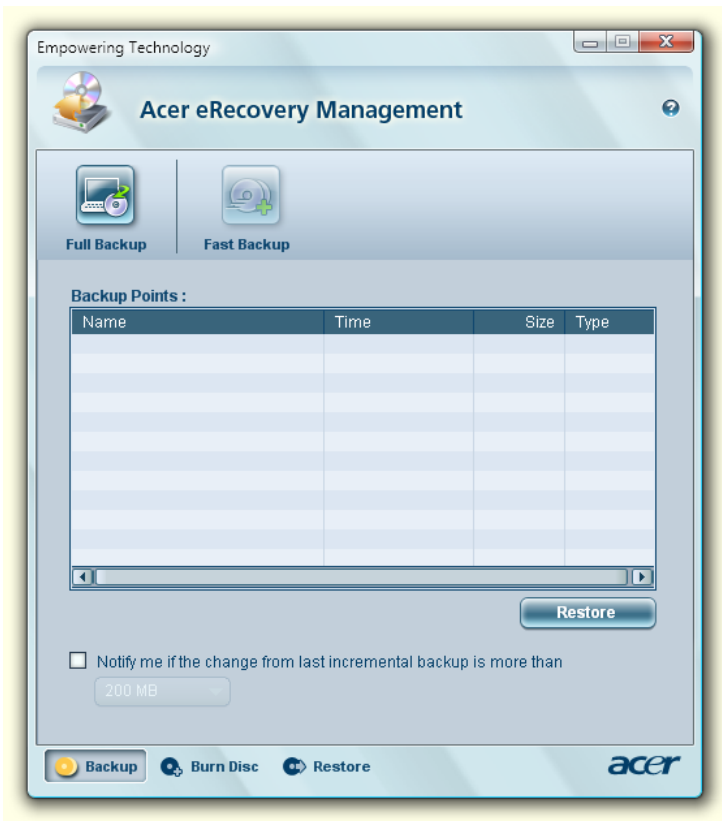 Empowering Technology
Acer eRecovery Management
Full Backup
Fast Backup
Backup Points :
Name Time Size Type
Restore
Notify me if the change from last incremental backup is more than
200 MB
Backup Burn Disc Restore acer